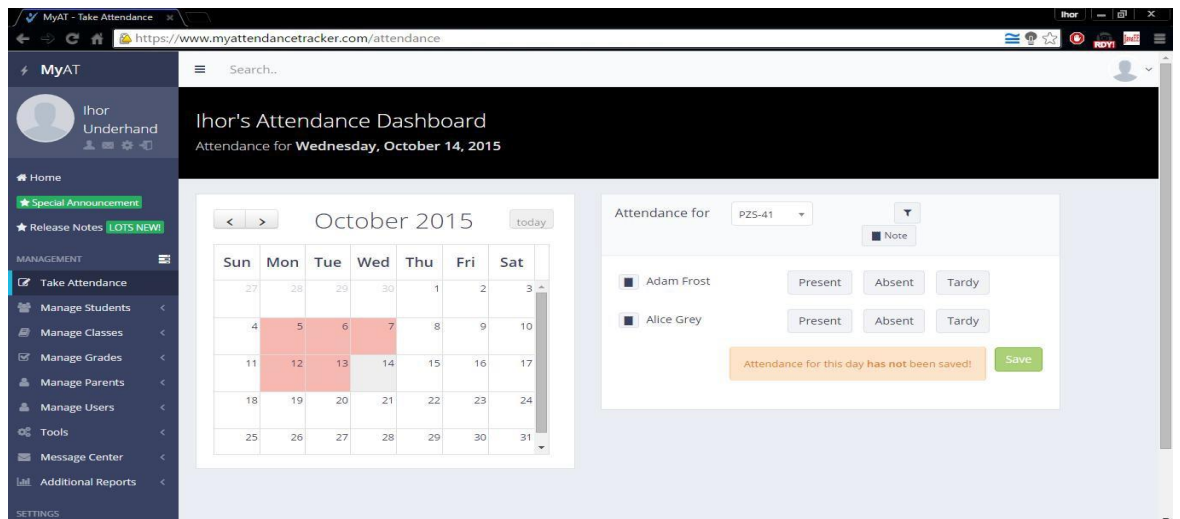 MyAT - Take Attendance
Ihor
https://www.myattendancetracker.com/attendance
RDY!
MyAT
Search..
Ihor
Underhand
Ihor's Attendance Dashboard
Attendance for Wednesday, October 14, 2015
Home
Special Announcement
Release Notes LOTS NEW!
MANAGEMENT
Take Attendance
Manage Students
Manage Classes
Manage Grades
Manage Parents
Manage Users
Tools
Message Center
Additional Reports
SETTINGS
October 2015
today
Sun Mon Tue Wed Thu Fri Sat
27 28 29 30 1 2 3
4 5 6 7 8 9 10
11 12 13 14 15 16 17
18 19 20 21 22 23 24
25 26 27 28 29 30 31
Attendance for PZS-41
Note
Adam Frost Present Absent Tardy
Alice Grey Present Absent Tardy
Attendance for this day has not been saved! Save